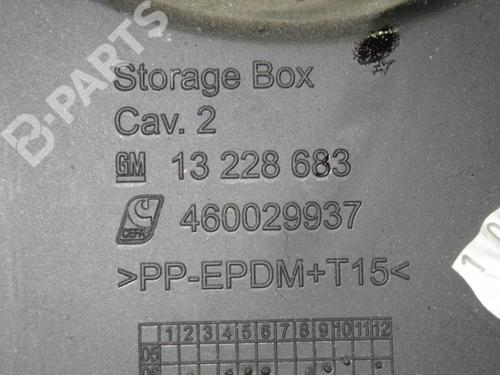 B-PARTS
Storage Box
Cav. 2
GM 13 228 683
CEFA 460029937
>PP-EPDM+T15<
1 2 3 4 5 6 7 8 9 10 11 12
05